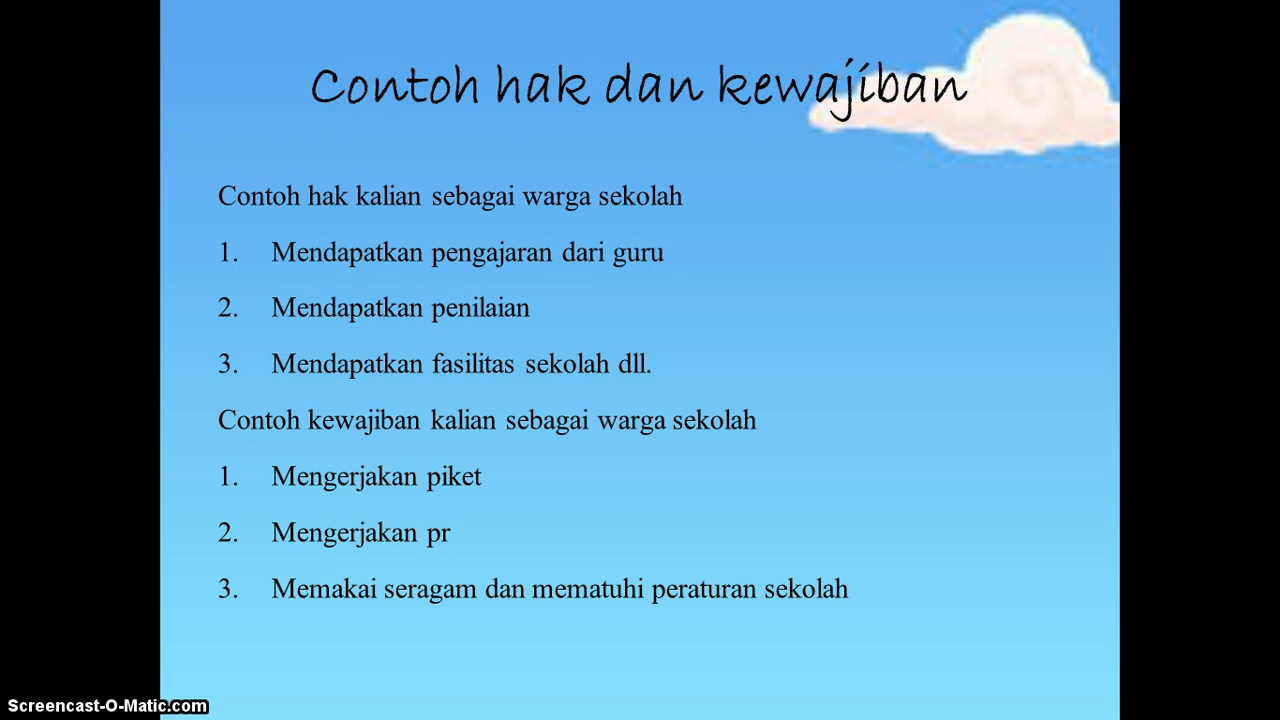 Contoh hak dan kewajiban
Contoh hak kalian sebagai warga sekolah
1. Mendapatkan pengajaran dari guru
2. Mendapatkan penilaian
3. Mendapatkan fasilitas sekolah dll.
Contoh kewajiban kalian sebagai warga sekolah
1. Mengerjakan piket
2. Mengerjakan pr
3. Memakai seragam dan mematuhi peraturan sekolah
Screencast-O-Matic.com